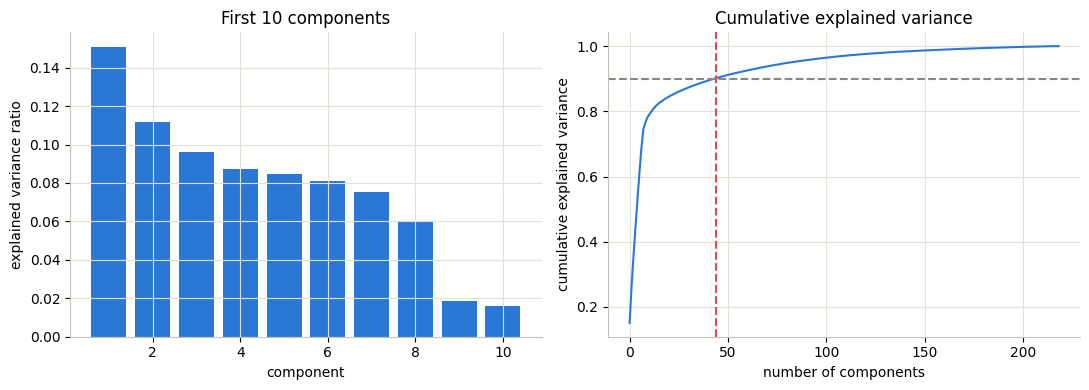 First 10 components
explained variance ratio
0.14
0.12
0.10
0.08
0.06
0.04
0.02
0.00
2 4 6 8 10
component
Cumulative explained variance
cumulative explained variance
1.0
0.8
0.6
0.4
0.2
0 50 100 150 200
number of components